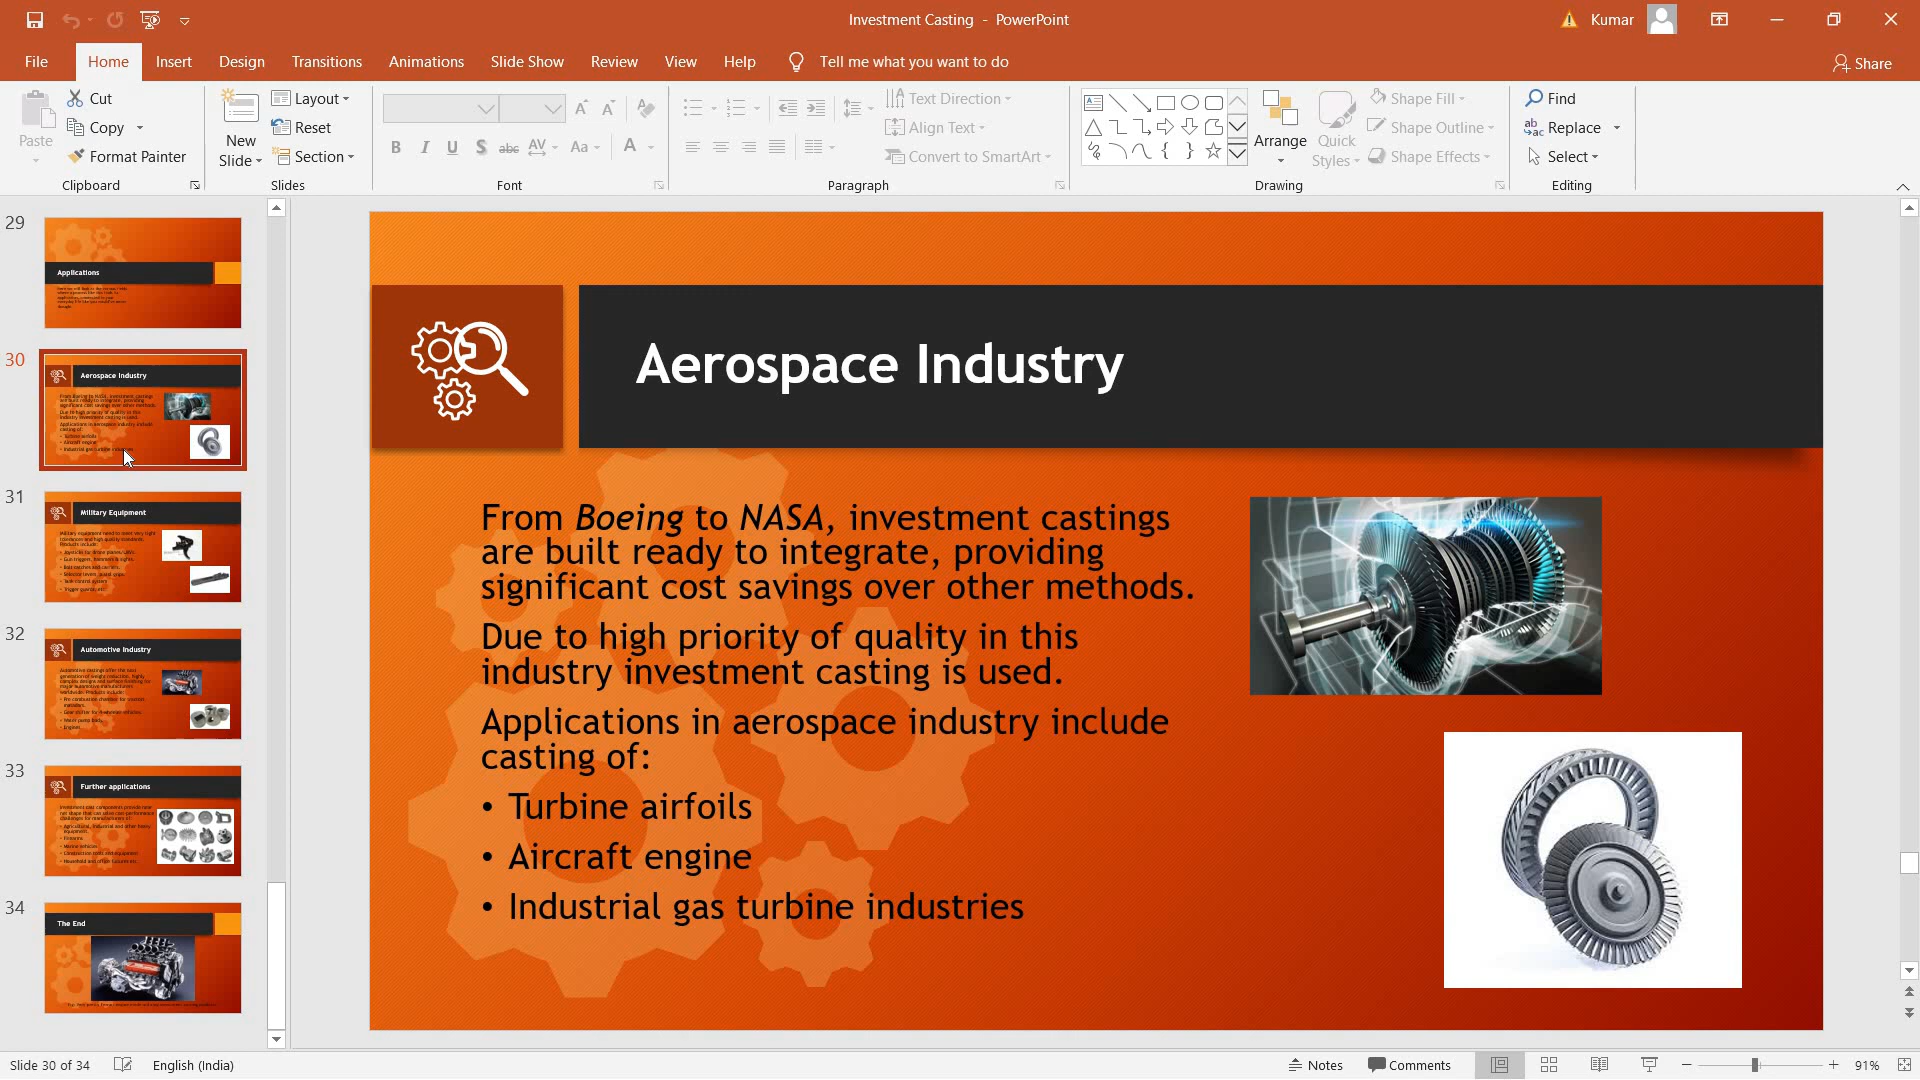 Investment Casting - PowerPoint
Kumar
File Home Insert Design Transitions Animations Slide Show Review View Help Tell me what you want to do Share
Paste
Cut
Copy
Format Painter
Clipboard
New Slide
Layout
Reset
Section
Slides
B I U S abc AV Aa A
Font
Text Direction
Align Text
Convert to SmartArt
Paragraph
Arrange
Quick Styles
Shape Fill
Shape Outline
Shape Effects
Drawing
Find
Replace
Select
Editing
29
Applications
30
Aerospace Industry
31
Military Equipment
32
Automotive Industry
33
Further applications
34
The End
Aerospace Industry
From Boeing to NASA, investment castings
are built ready to integrate, providing
significant cost savings over other methods.
Due to high priority of quality in this
industry investment casting is used.
Applications in aerospace industry include
casting of:
• Turbine airfoils
• Aircraft engine
• Industrial gas turbine industries
Slide 30 of 34 English (India) Notes Comments 91%